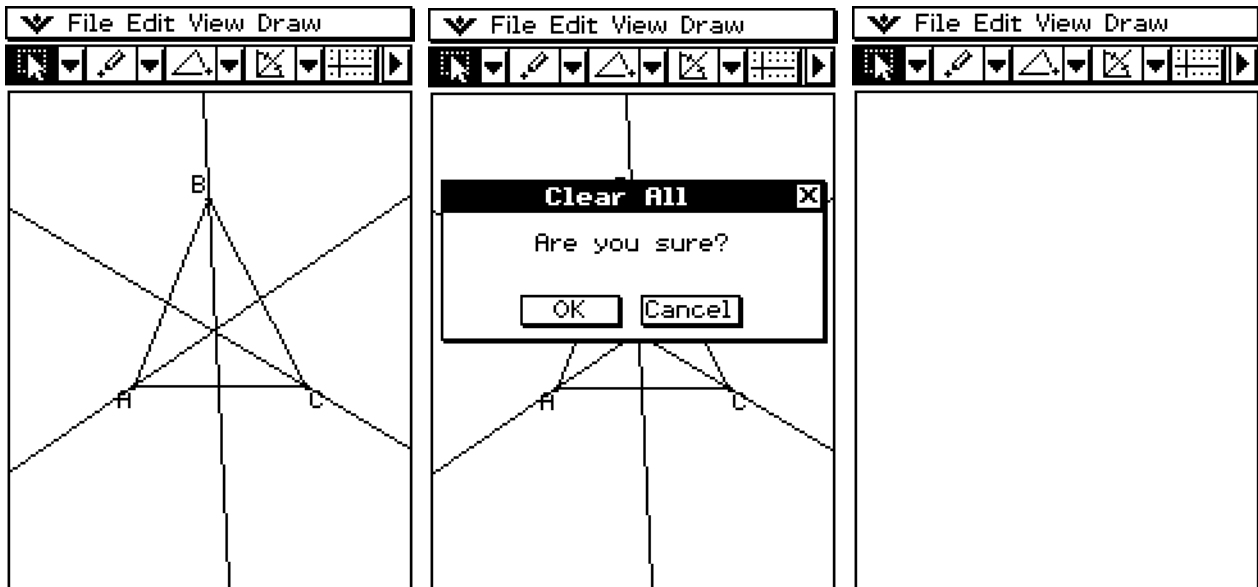 File Edit View Draw
B
A
C
File Edit View Draw
Clear All
Are you sure?
OK Cancel
A
C
File Edit View Draw